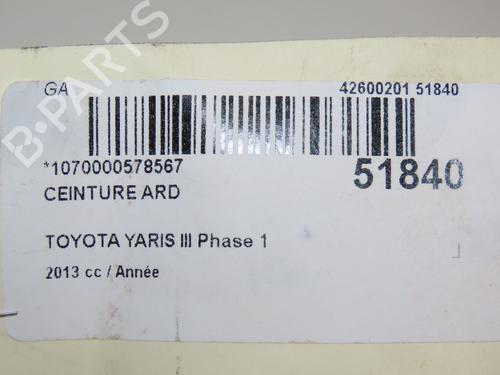 GA 42600201 51840
*1070000578567 51840
CEINTURE ARD
TOYOTA YARIS III Phase 1
2013 cc / Année
B-PARTS